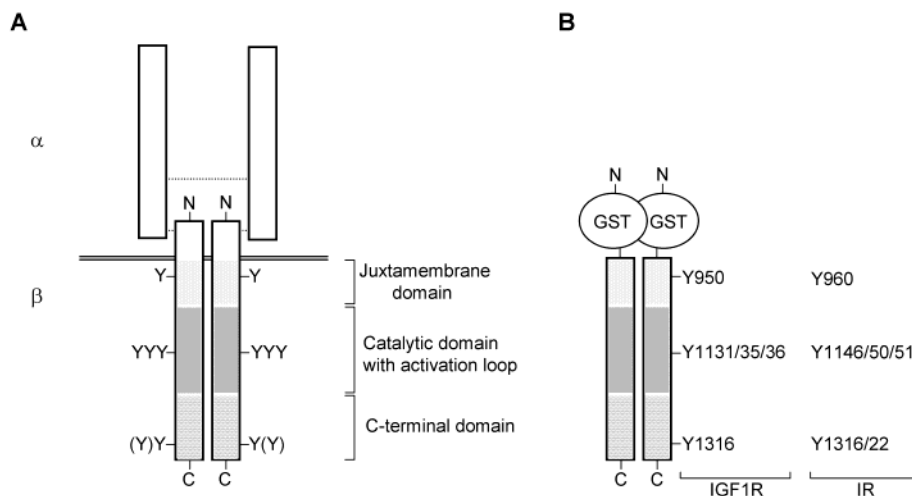 A
α
β
N N
Y Y
YYY YYY
(Y)Y Y(Y)
C C
Juxtamembrane
domain
Catalytic domain
with activation loop
C-terminal domain
B
N N
GST GST
Y950 Y960
Y1131/35/36 Y1146/50/51
Y1316 Y1316/22
C C
IGF1R IR